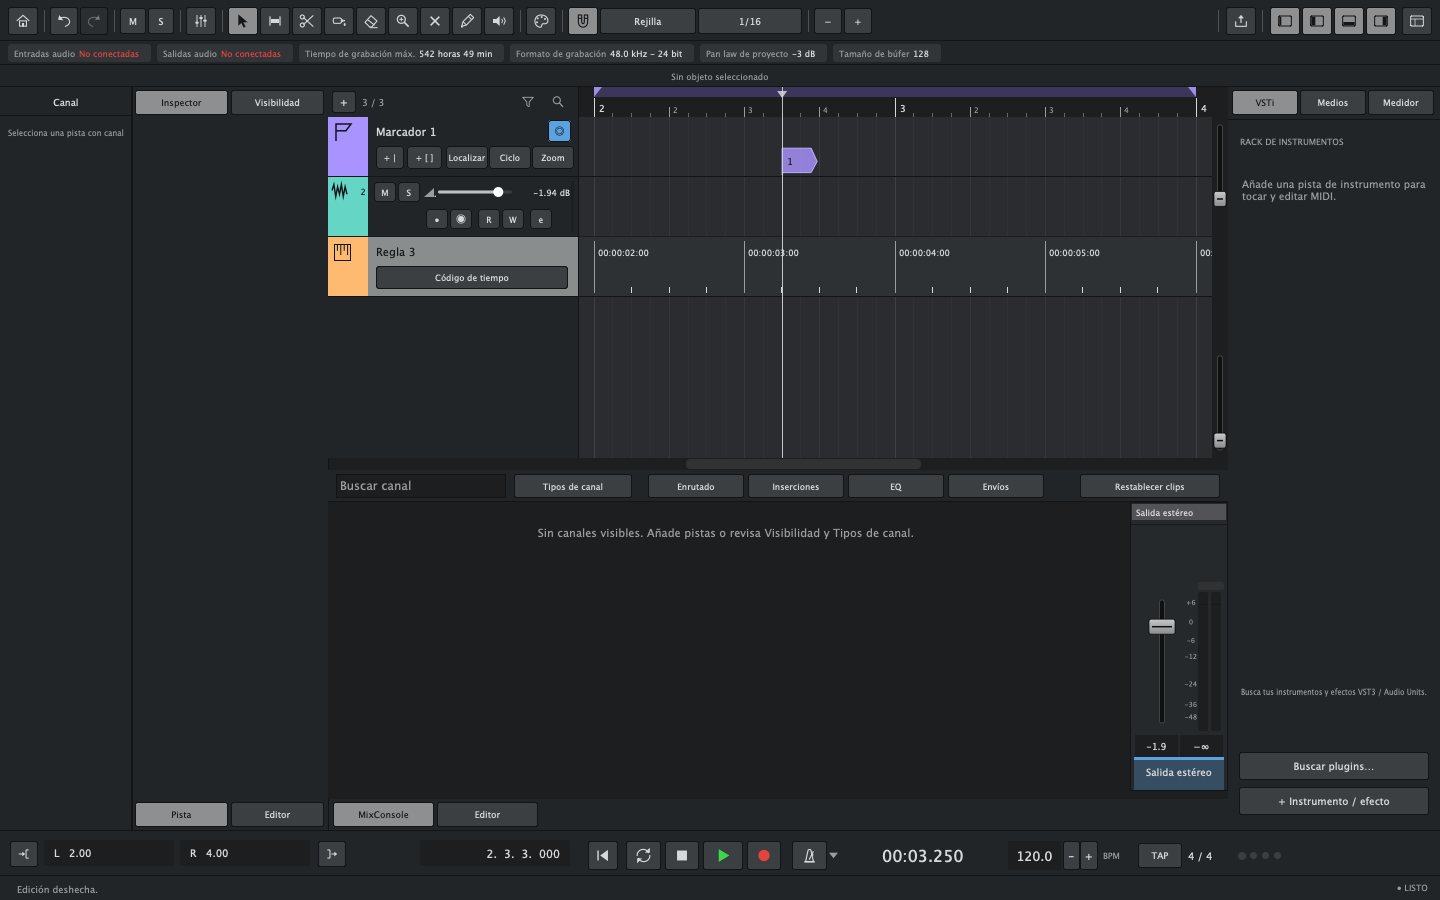 M S Rejilla 1/16 − +
Entradas audio No conectadas Salidas audio No conectadas Tiempo de grabación máx. 542 horas 49 min Formato de grabación 48.0 kHz – 24 bit Pan law de proyecto −3 dB Tamaño de búfer 128
Sin objeto seleccionado
Canal
Selecciona una pista con canal
Inspector Visibilidad
+ 3 / 3
2 2 3 4 3 2 3 4 4
Marcador 1
+ | + [ ] Localizar Ciclo Zoom
1
2 M S −1.94 dB
R W e
Regla 3
Código de tiempo
00:00:02:00 00:00:03:00 00:00:04:00 00:00:05:00 00:
VSTi Medios Medidor
RACK DE INSTRUMENTOS
Añade una pista de instrumento para
tocar y editar MIDI.
Buscar canal Tipos de canal Enrutado Inserciones EQ Envíos Restablecer clips
Sin canales visibles. Añade pistas o revisa Visibilidad y Tipos de canal.
Salida estéreo
+6
0
−6
−12
−24
−36
−48
−1.9 −∞
Salida estéreo
Busca tus instrumentos y efectos VST3 / Audio Units.
Buscar plugins...
+ Instrumento / efecto
Pista Editor MixConsole Editor
L 2.00 R 4.00 2. 3. 3. 000 00:03.250 120.0 − + BPM TAP 4 / 4
Edición deshecha.
LISTO